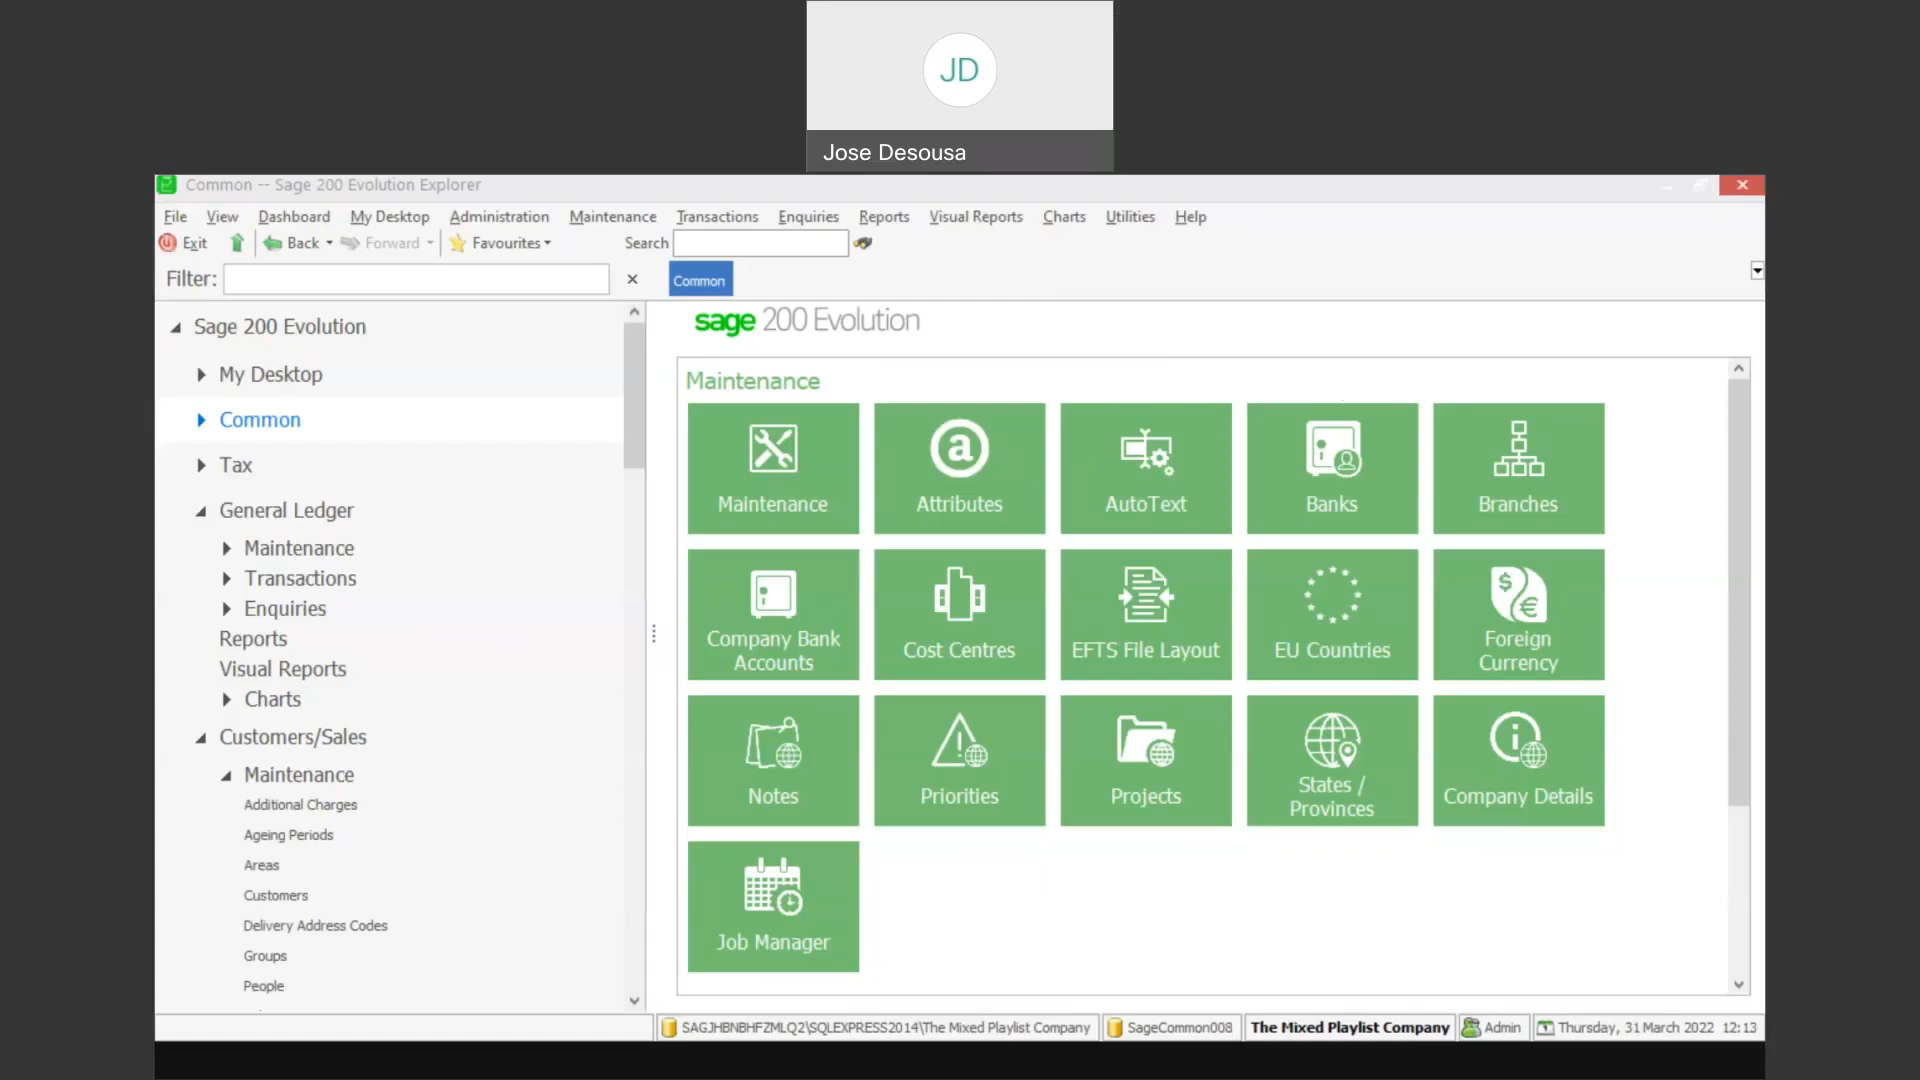 JD
Jose Desousa
Common -- Sage 200 Evolution Explorer
File View Dashboard My Desktop Administration Maintenance Transactions Enquiries Reports Visual Reports Charts Utilities Help
Exit Back Forward Favourites Search
Filter:
Common
Sage 200 Evolution
My Desktop
Common
Tax
General Ledger
Maintenance
Transactions
Enquiries
Reports
Visual Reports
Charts
Customers/Sales
Maintenance
Additional Charges
Ageing Periods
Areas
Customers
Delivery Address Codes
Groups
People
sage 200 Evolution
Maintenance
Maintenance
Attributes
AutoText
Banks
Branches
Company Bank
Accounts
Cost Centres
EFTS File Layout
EU Countries
Foreign
Currency
Notes
Priorities
Projects
States /
Provinces
Company Details
Job Manager
SAGJHBNBHFZMLQ2\SQLEXPRESS2014\The Mixed Playlist Company SageCommon008 The Mixed Playlist Company Admin Thursday, 31 March 2022 12:13